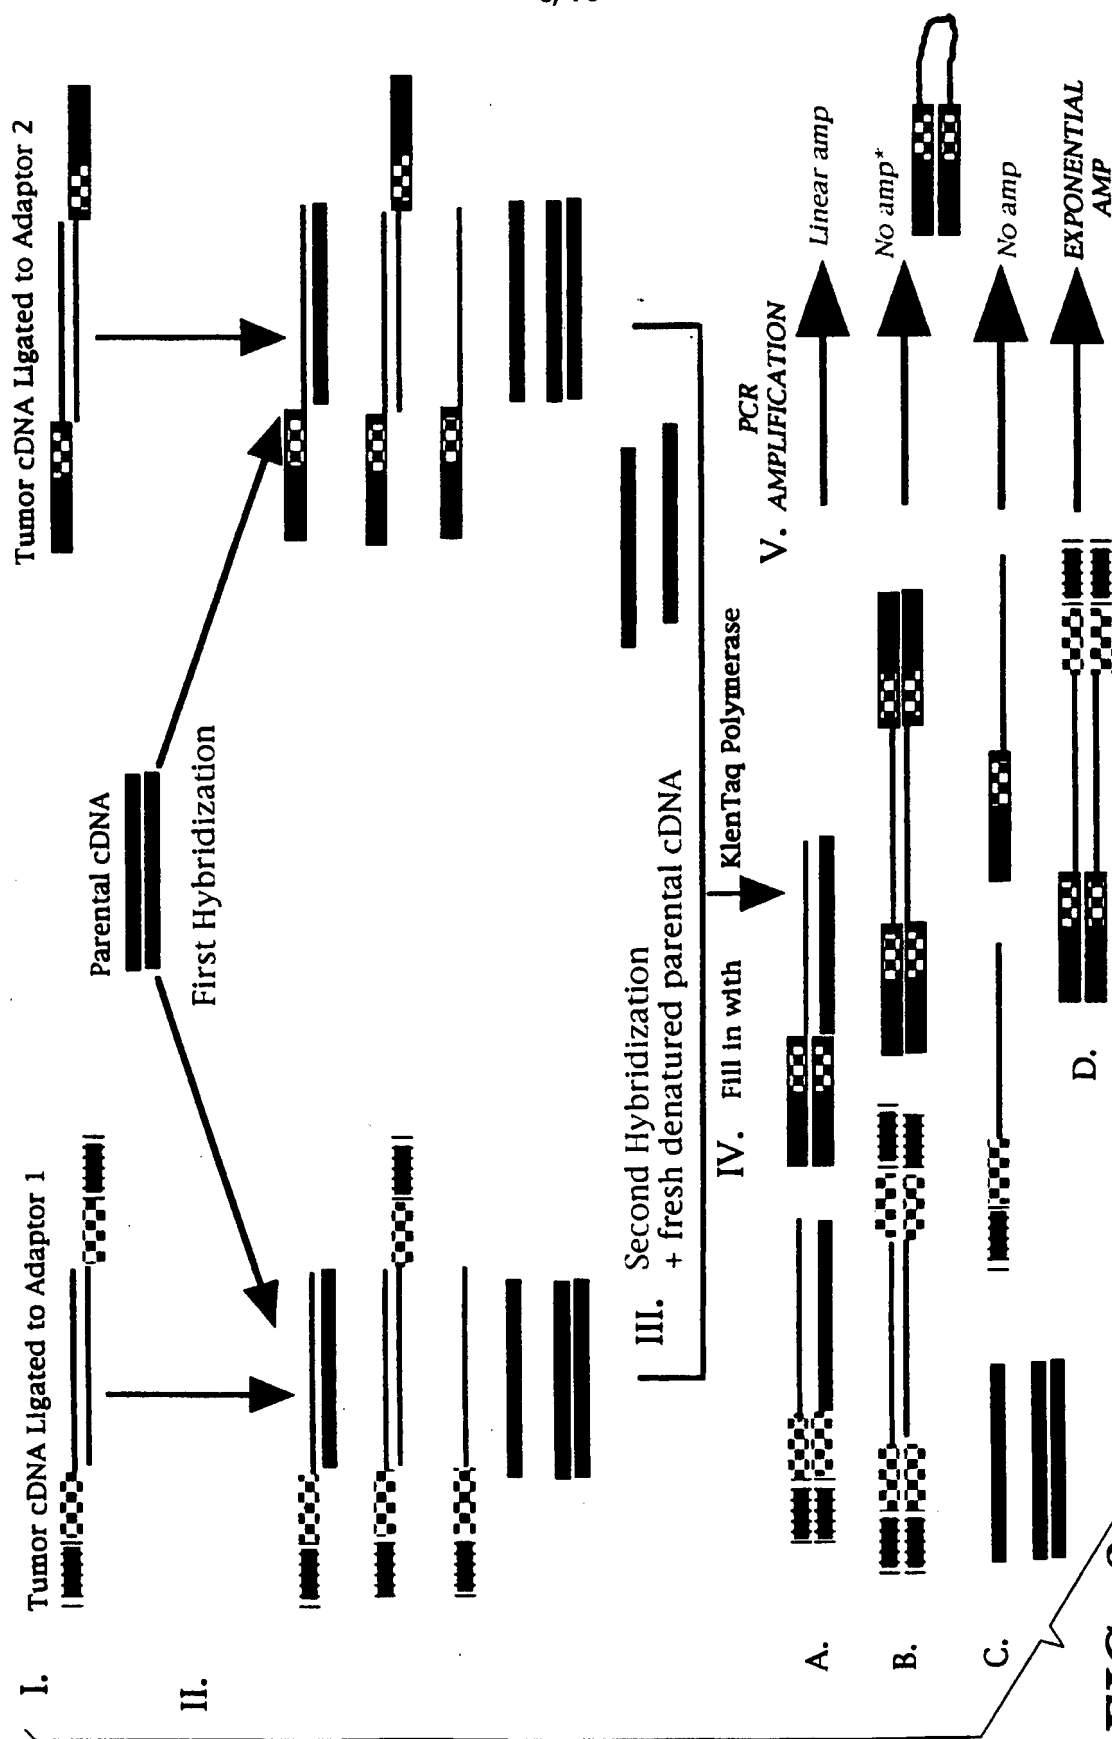 I.
Tumor cDNA Ligated to Adaptor 1
Tumor cDNA Ligated to Adaptor 2
Parental cDNA
II.
First Hybridization
III. Second Hybridization
+ fresh denatured parental cDNA
IV. Fill in with KlenTaq Polymerase
V. PCR
AMPLIFICATION
A.
Linear amp
B.
No amp*
C.
No amp
D.
EXPONENTIAL
AMP